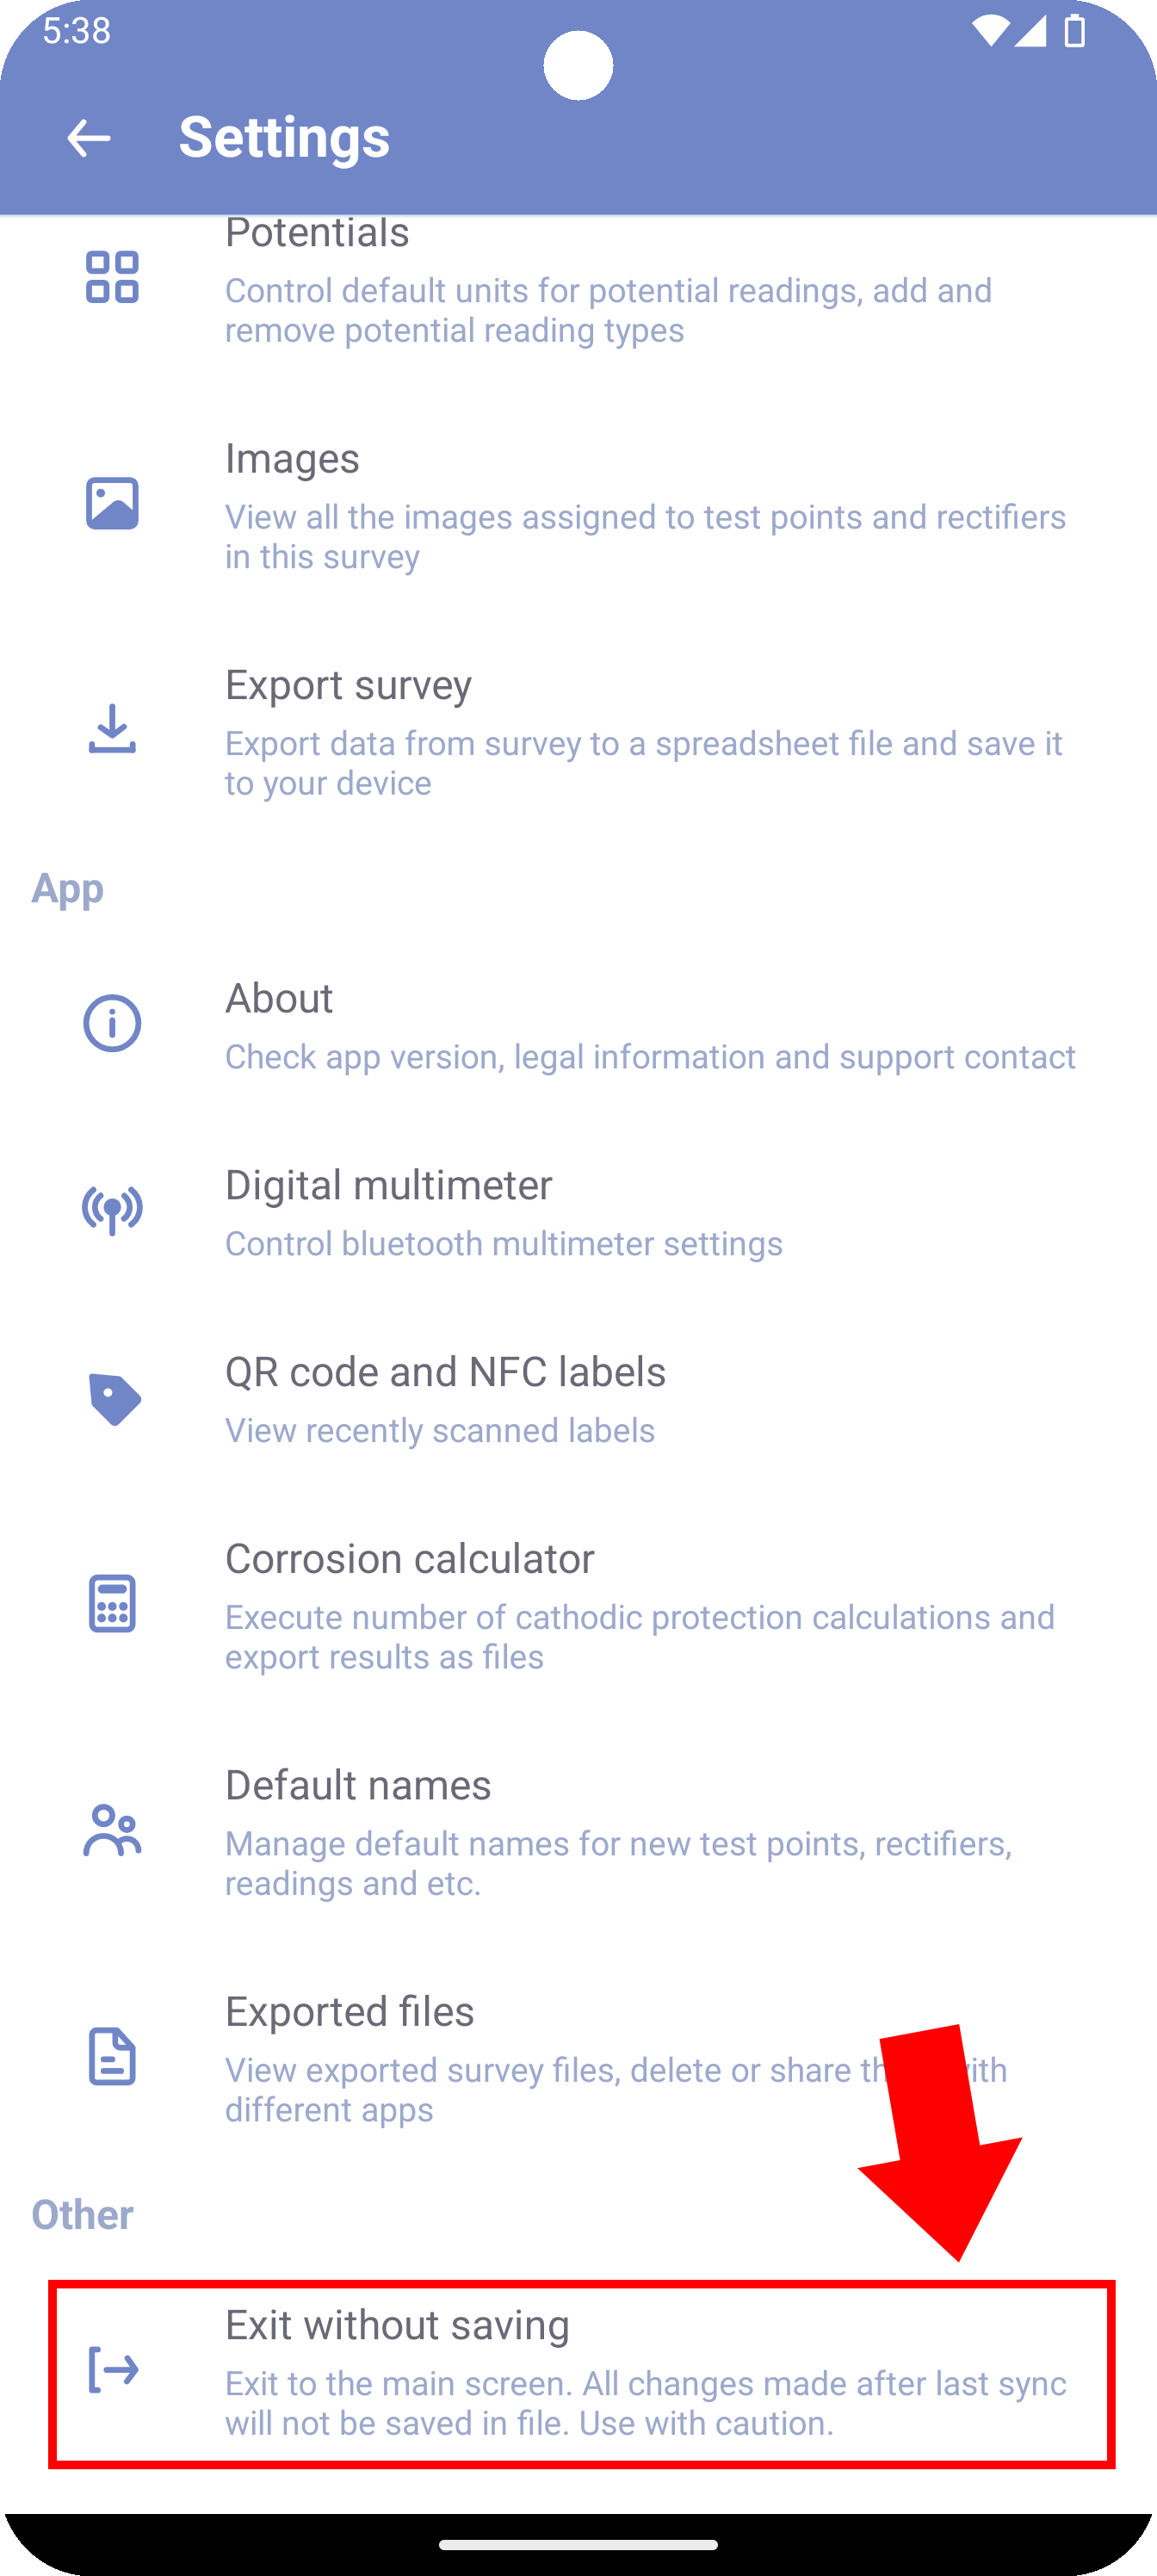 5:38
Settings
Potentials
Control default units for potential readings, add and
remove potential reading types
Images
View all the images assigned to test points and rectifiers
in this survey
Export survey
Export data from survey to a spreadsheet file and save it
to your device
App
About
Check app version, legal information and support contact
Digital multimeter
Control bluetooth multimeter settings
QR code and NFC labels
View recently scanned labels
Corrosion calculator
Execute number of cathodic protection calculations and
export results as files
Default names
Manage default names for new test points, rectifiers,
readings and etc.
Exported files
View exported survey files, delete or share
different apps
Other
Exit without saving
Exit to the main screen. All changes made after last sync
will not be saved in file. Use with caution.